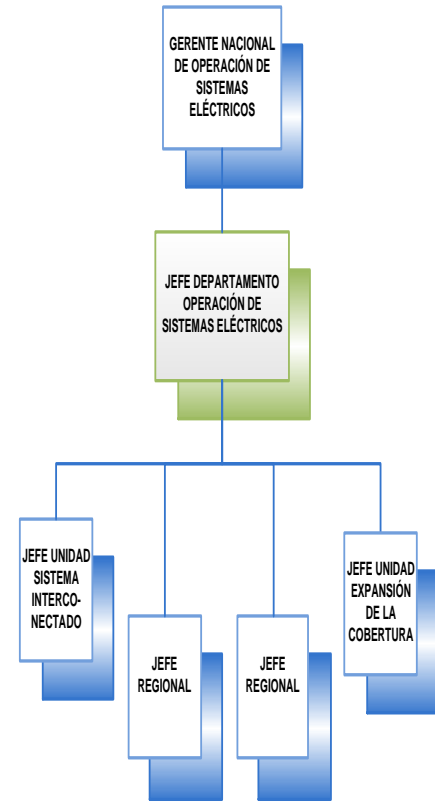 GERENTE NACIONAL
DE OPERACIÓN DE
SISTEMAS
ELÉCTRICOS
JEFE DEPARTAMENTO
OPERACIÓN DE
SISTEMAS ELÉCTRICOS
JEFE UNIDAD
SISTEMA
INTERCO-
NECTADO
JEFE
REGIONAL
JEFE
REGIONAL
JEFE UNIDAD
EXPANSIÓN
DE LA
COBERTURA